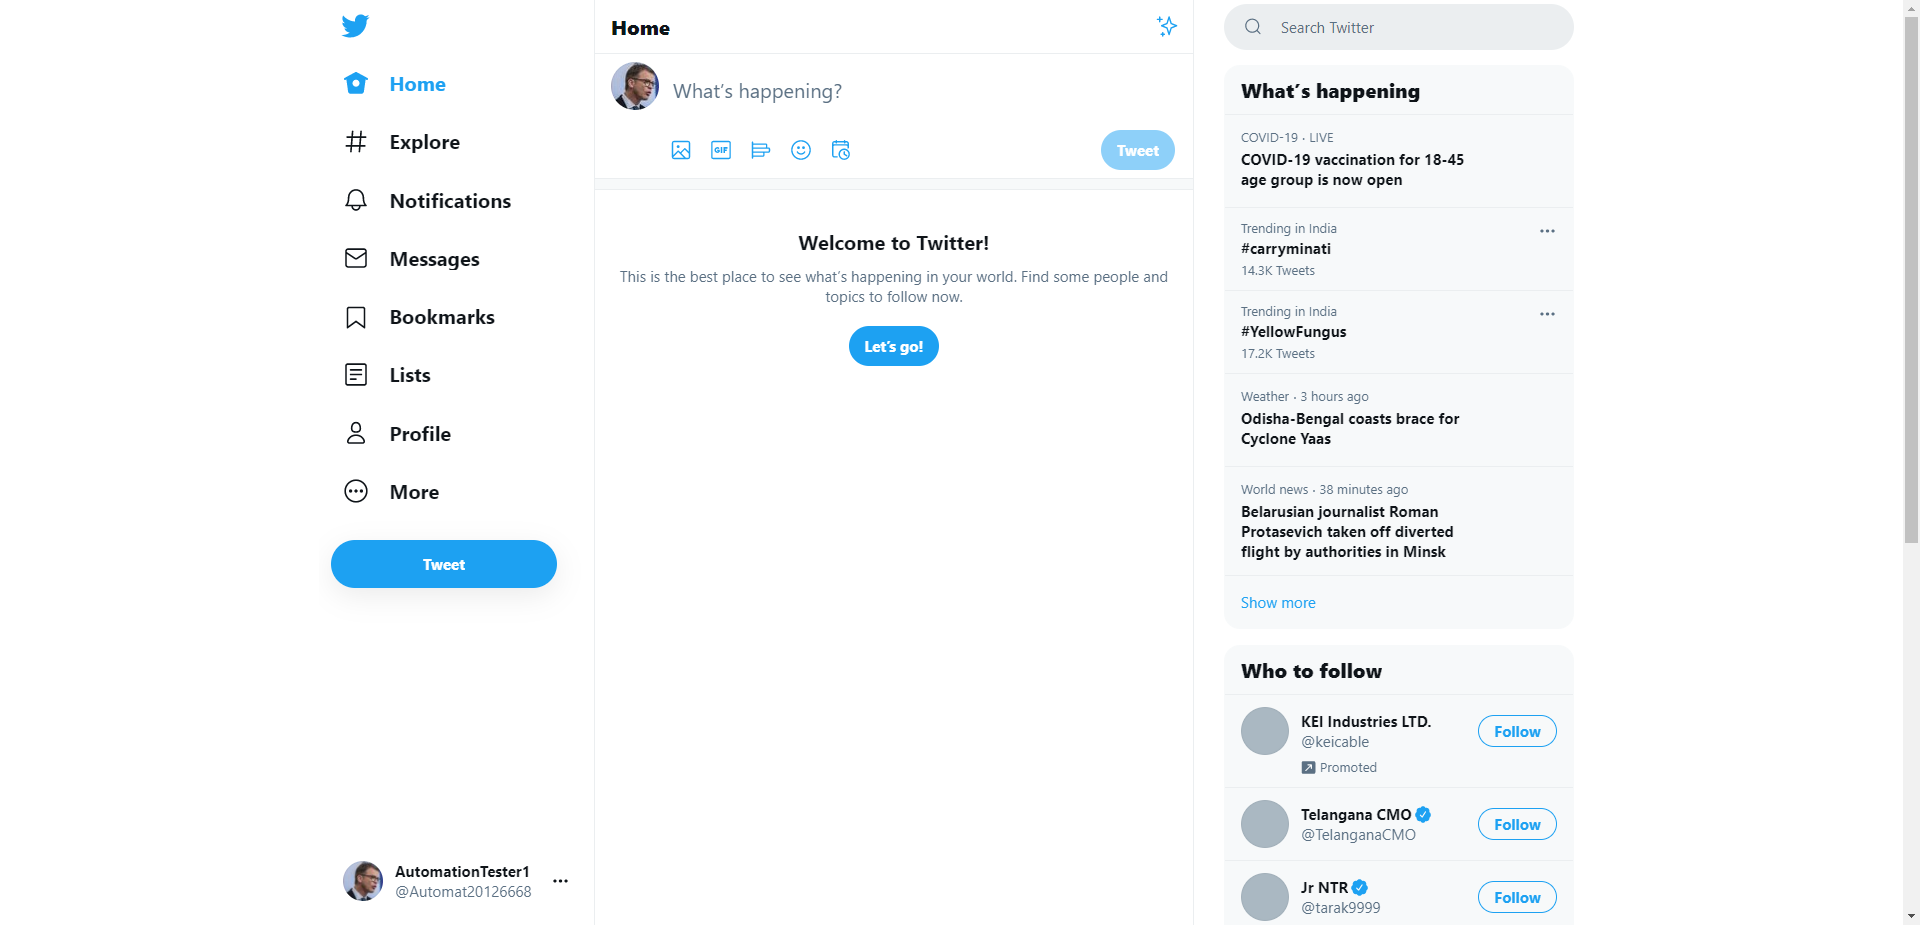 Home
Explore
Notifications
Messages
Bookmarks
Lists
Profile
More
Tweet
AutomationTester1
@Automat20126668
Home
What's happening?
GIF
Tweet
Welcome to Twitter!
This is the best place to see what's happening in your world. Find some people and
topics to follow now.
Let's go!
Search Twitter
What's happening
COVID-19 · LIVE
COVID-19 vaccination for 18-45
age group is now open
Trending in India
#carryminati
14.3K Tweets
Trending in India
#YellowFungus
17.2K Tweets
Weather · 3 hours ago
Odisha-Bengal coasts brace for
Cyclone Yaas
World news · 38 minutes ago
Belarusian journalist Roman
Protasevich taken off diverted
flight by authorities in Minsk
Show more
Who to follow
KEI Industries LTD.
@keicable
Promoted
Follow
Telangana CMO
@TelanganaCMO
Follow
Jr NTR
@tarak9999
Follow